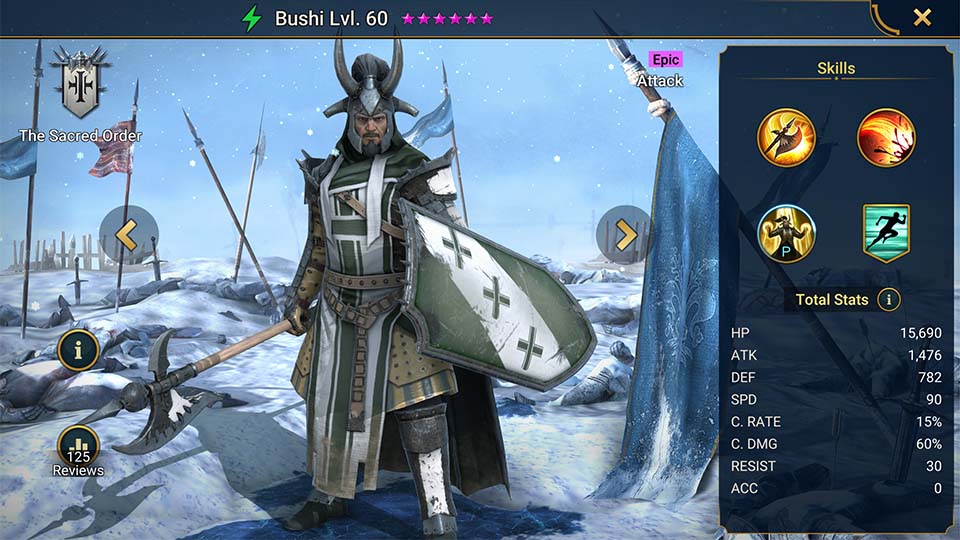 Bushi Lvl. 60
The Sacred Order
Epic
Attack
Skills
P
Total Stats i
HP 15,690
ATK 1,476
DEF 782
SPD 90
C. RATE 15%
C. DMG 60%
RESIST 30
ACC 0
i
125
Reviews